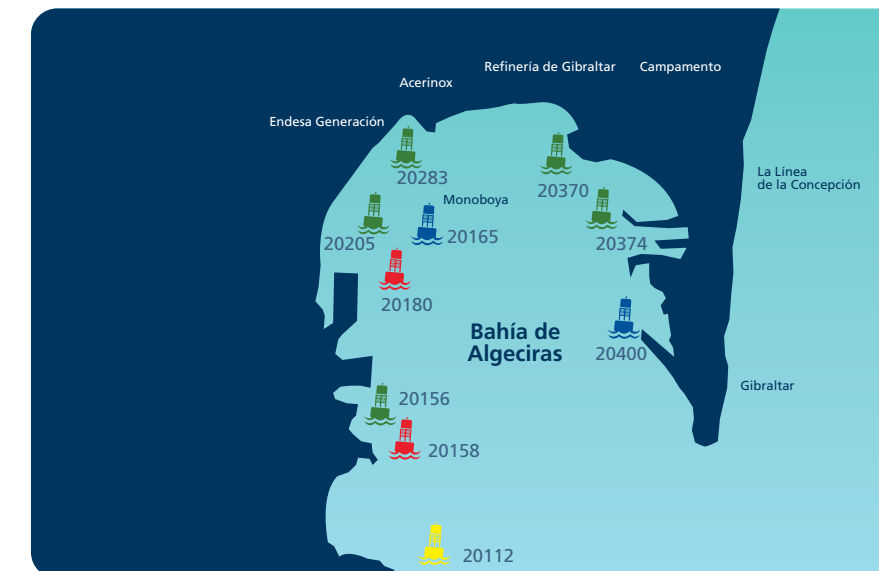 Refinería de Gibraltar
Campamento
Acerinox
Endesa Generación
La Línea
de la Concepción
20283
20370
Monoboya
20205
20165
20374
20180
Bahía de
Algeciras
20400
Gibraltar
20156
20158
20112